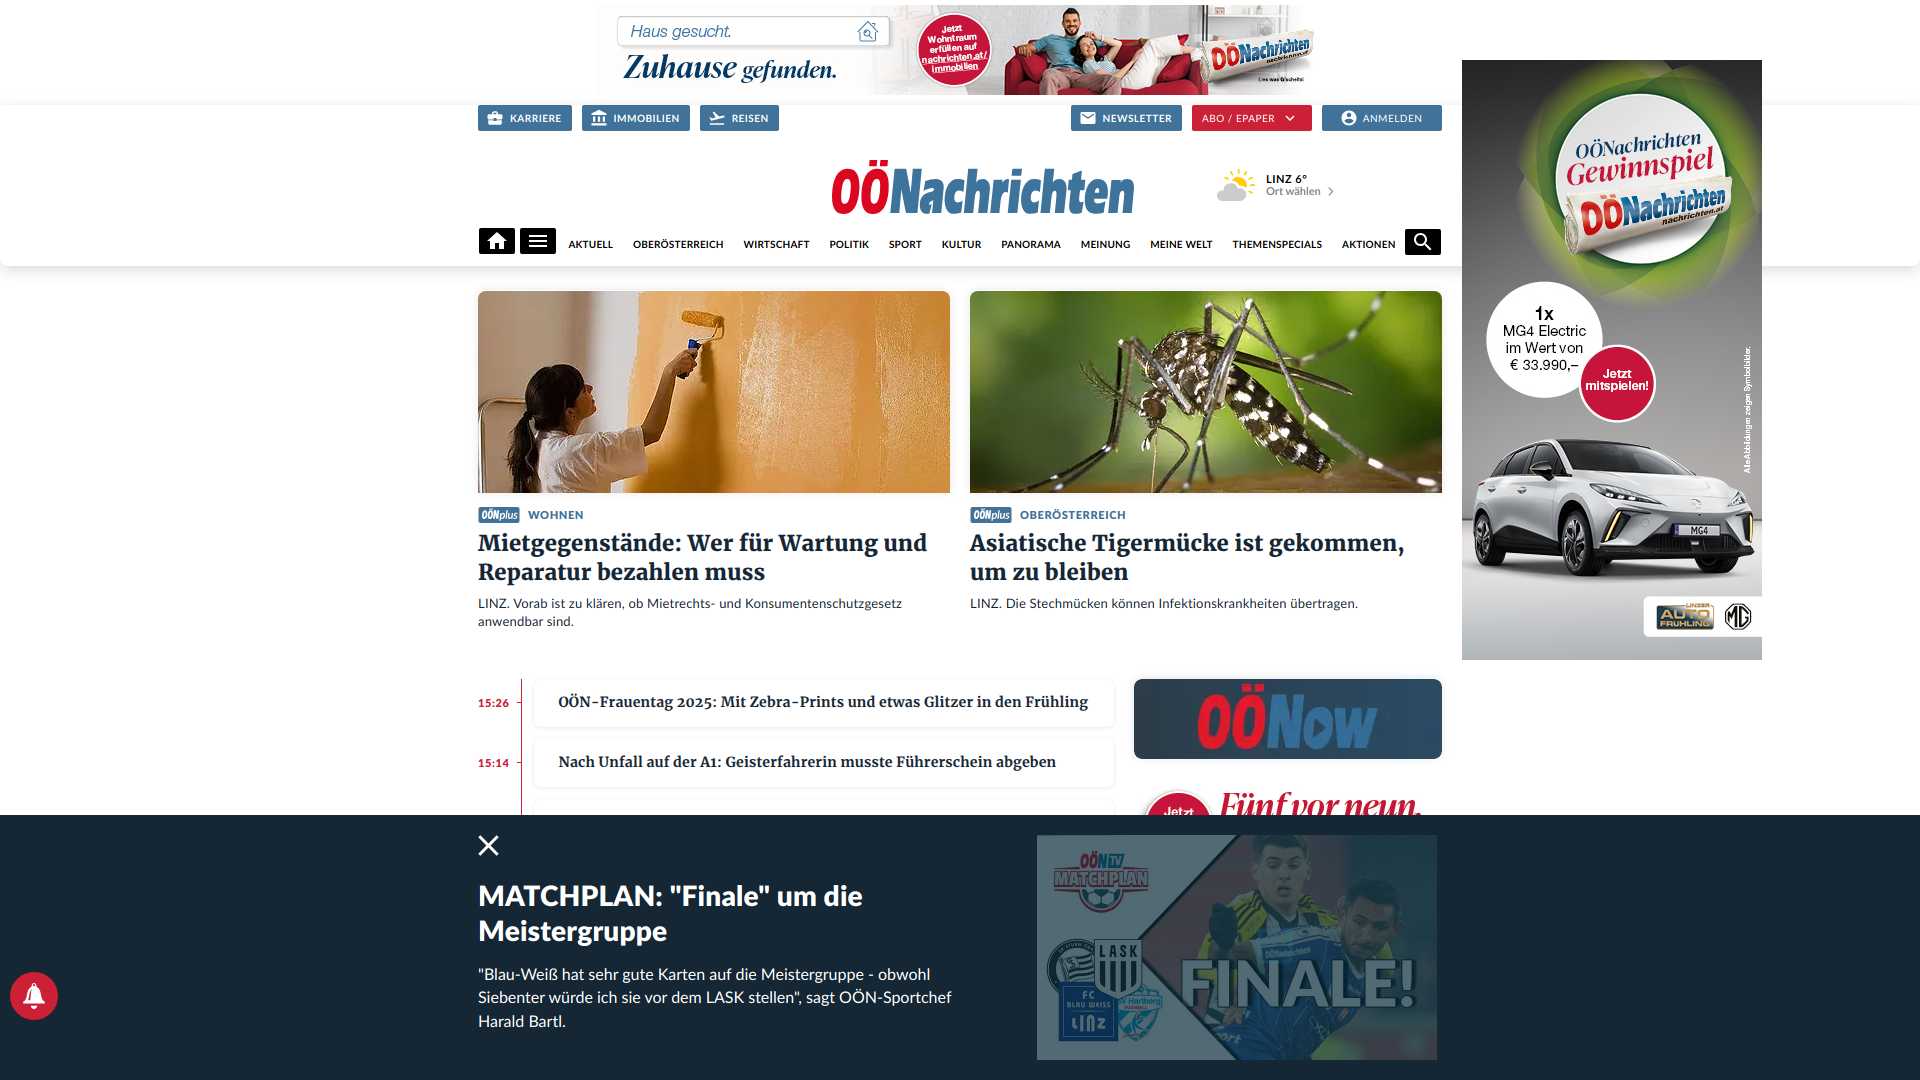 Haus gesucht.
Zuhause gefunden.
Jetzt
Wohntraum
erfüllen auf
nachrichten.at/
immobilien
OÖNachrichten
nachrichten.at
Lies was G'scheits!
KARRIERE
IMMOBILIEN
REISEN
NEWSLETTER
ABO / EPAPER
ANMELDEN
OÖNachrichten
LINZ 6°
Ort wählen
AKTUELL
OBERÖSTERREICH
WIRTSCHAFT
POLITIK
SPORT
KULTUR
PANORAMA
MEINUNG
MEINE WELT
THEMENSPECIALS
AKTIONEN
OÖNachrichten
Gewinnspiel
OÖNachrichten
nachrichten.at
1x
MG4 Electric
im Wert von
€ 33.990,–
Jetzt
mitspielen!
Alle Abbildungen zeigen Symbolbilder.
MG4
LINZER
AUTO
FRÜHLING
MG
OÖNplus WOHNEN
Mietgegenstände: Wer für Wartung und
Reparatur bezahlen muss
LINZ. Vorab ist zu klären, ob Mietrechts- und Konsumentenschutzgesetz
anwendbar sind.
OÖNplus OBERÖSTERREICH
Asiatische Tigermücke ist gekommen,
um zu bleiben
LINZ. Die Stechmücken können Infektionskrankheiten übertragen.
15:26 OÖN-Frauentag 2025: Mit Zebra-Prints und etwas Glitzer in den Frühling
15:14 Nach Unfall auf der A1: Geisterfahrerin musste Führerschein abgeben
OÖNow
Jetzt
Fünf vor neun.
MATCHPLAN: "Finale" um die
Meistergruppe
"Blau-Weiß hat sehr gute Karten auf die Meistergruppe - obwohl
Siebenter würde ich sie vor dem LASK stellen", sagt OÖN-Sportchef
Harald Bartl.
OÖN TV
MATCHPLAN
LASK
FC
BLAU WEISS
LINZ
Hartberg
FINALE!